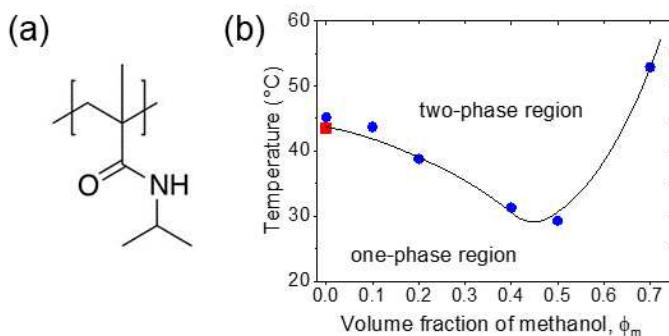 (a)
O
NH
(b)
Temperature (°C)
60
50
40
30
20
two-phase region
one-phase region
0.0 0.1 0.2 0.3 0.4 0.5 0.6 0.7
Volume fraction of methanol, ϕm